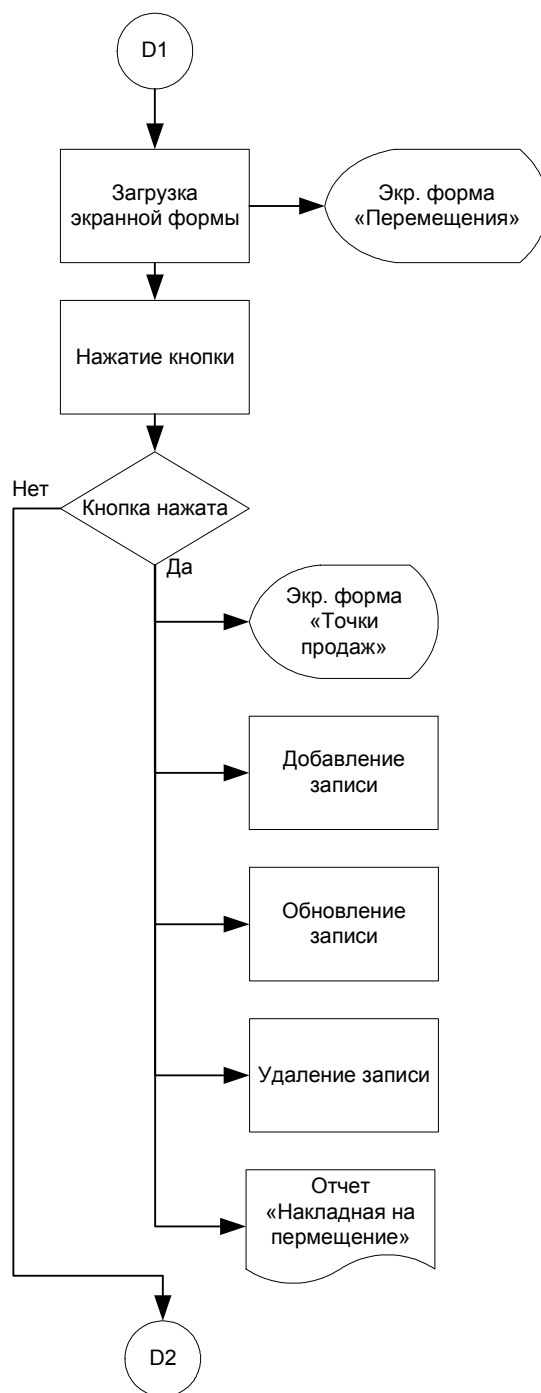 D1
Загрузка
экранной формы
Экр. форма
«Перемещения»
Нажатие кнопки
Нет
Кнопка нажата
Да
Экр. форма
«Точки
продаж»
Добавление
записи
Обновление
записи
Удаление записи
Отчет
«Накладная на
пермещение»
D2